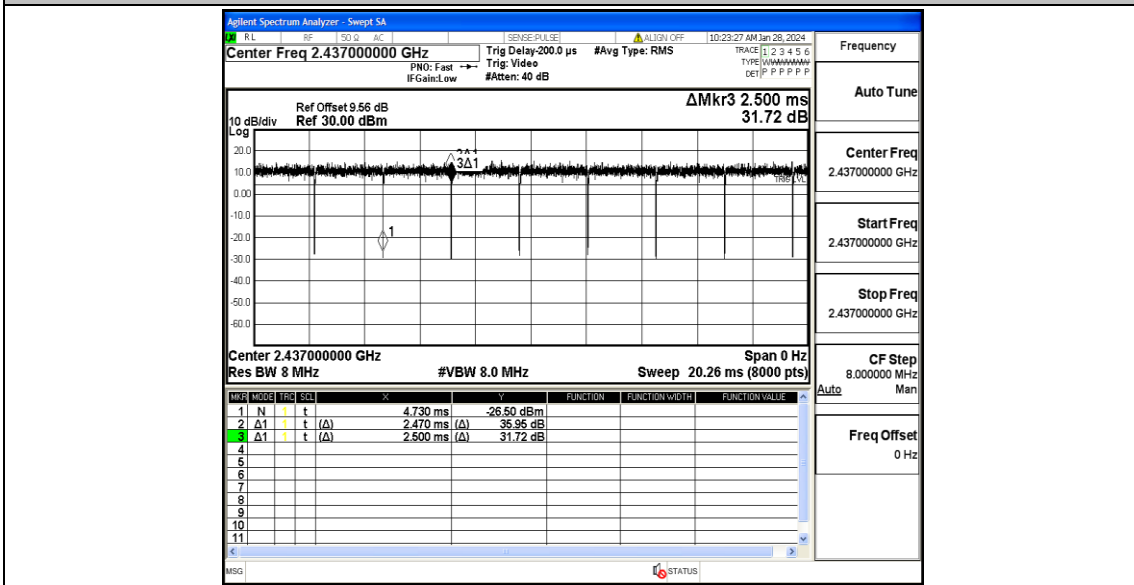 Agilent Spectrum Analyzer - Swept SA
RL RF 50 Ω AC SENSE:PULSE ALIGN OFF 10:23:27 AM Jan 28, 2024
Center Freq 2.437000000 GHz
PNO: Fast
IFGain:Low
Trig Delay-200.0 µs
Trig: Video
#Atten: 40 dB
#Avg Type: RMS
TRACE 1 2 3 4 5 6
TYPE
DET P P P P P P
Frequency
Auto Tune
Center Freq
2.437000000 GHz
Start Freq
2.437000000 GHz
Stop Freq
2.437000000 GHz
CF Step
8.000000 MHz
Auto Man
Freq Offset
0 Hz
ΔMkr3 2.500 ms
31.72 dB
Ref Offset 9.56 dB
10 dB/div Ref 30.00 dBm
Log
20.0
10.0
0.00
-10.0
-20.0
-30.0
-40.0
-50.0
-60.0
3Δ1
1
Center 2.437000000 GHz Span 0 Hz
Res BW 8 MHz #VBW 8.0 MHz Sweep 20.26 ms (8000 pts)
MKR MODE TRC SCL X Y FUNCTION FUNCTION WIDTH FUNCTION VALUE
1 N 1 t 4.730 ms -26.50 dBm
2 Δ1 1 t (Δ) 2.470 ms (Δ) 35.95 dB
3 Δ1 1 t (Δ) 2.500 ms (Δ) 31.72 dB
4
5
6
7
8
9
10
11
MSG STATUS